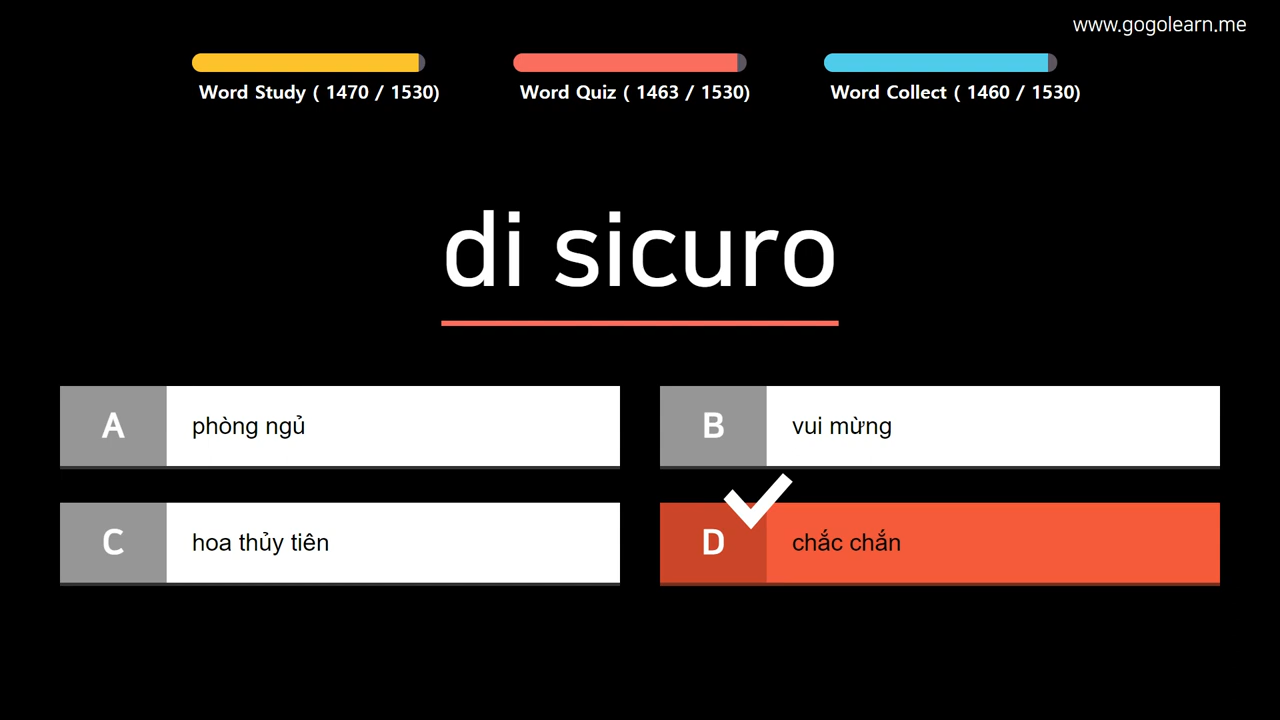 www.gogolearn.me
Word Study ( 1470 / 1530)
Word Quiz ( 1463 / 1530)
Word Collect ( 1460 / 1530)
di sicuro
A phòng ngủ
B vui mừng
C hoa thủy tiên
D chắc chắn